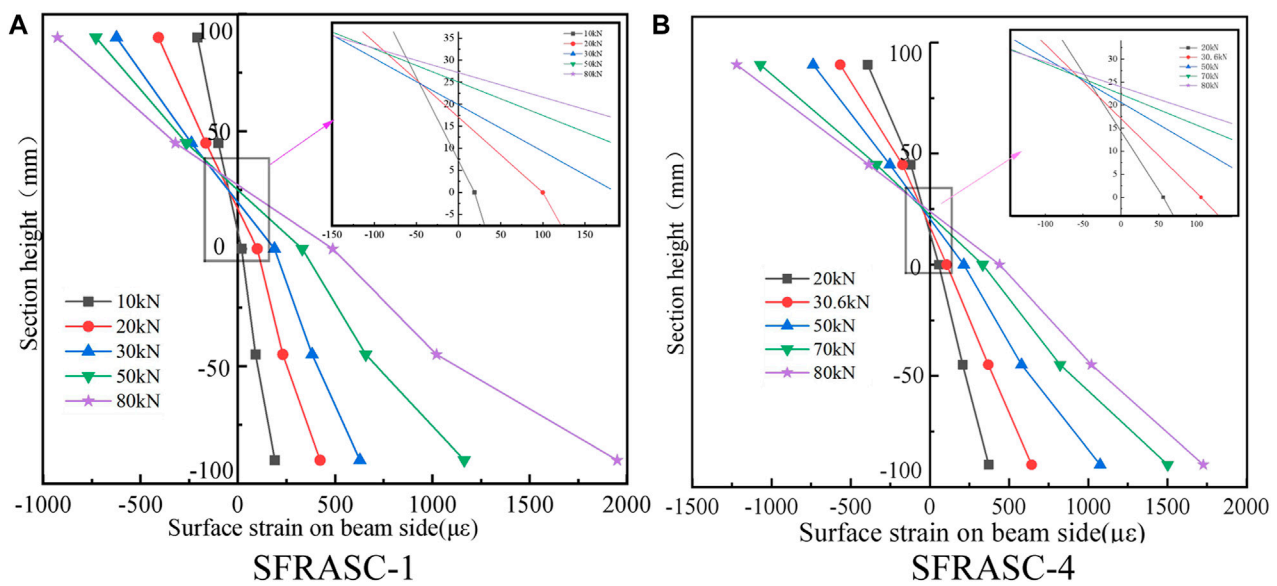 A
Section height（mm）
100
50
0
-50
-100
10kN
20kN
30kN
50kN
80kN
-1000 -500 0 500 1000 1500 2000
Surface strain on beam side(με)
SFRASC-1
35
30
25
20
15
10
5
0
-5
-150 -100 -50 0 50 100 150
10kN
20kN
30kN
50kN
80kN
B
Section height (mm)
100
50
0
-50
-100
20kN
30.6kN
50kN
70kN
80kN
-1500 -1000 -500 0 500 1000 1500 2000
Surface strain on beam side(με)
SFRASC-4
30
25
20
15
10
5
0
-100 -50 0 50 100
20kN
30.6kN
50kN
70kN
80kN